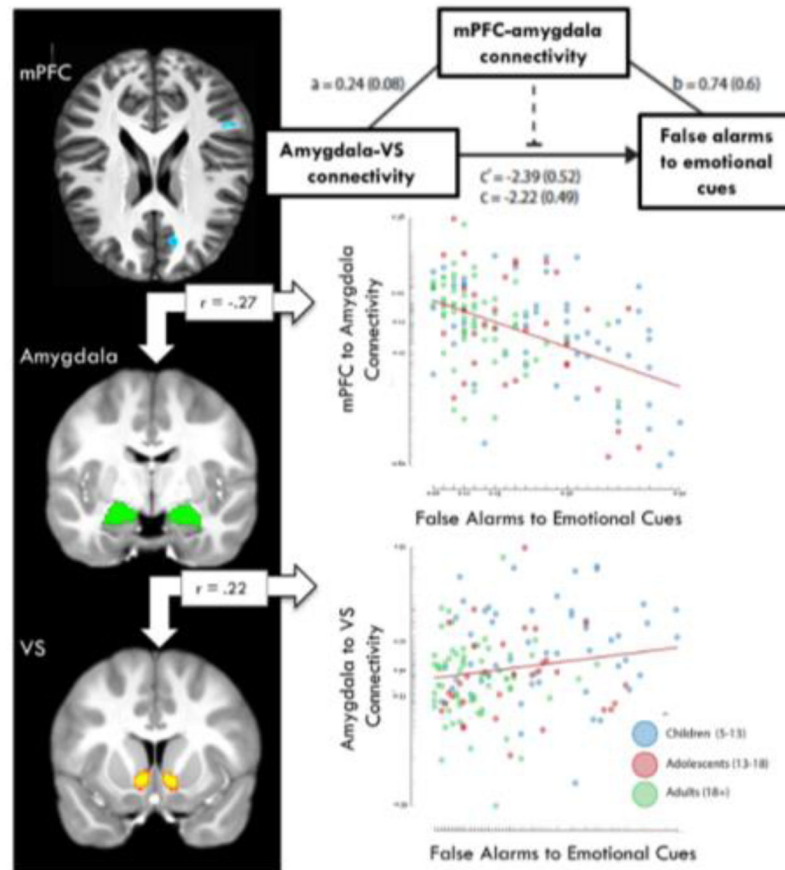 mPFC
mPFC-amygdala
connectivity
a = 0.24 (0.08)
b = 0.74 (0.6)
Amygdala-VS
connectivity
False alarms
to emotional
cues
c' = -2.39 (0.52)
c = -2.22 (0.49)
r = -.27
mPFC to Amygdala
Connectivity
Amygdala
False Alarms to Emotional Cues
r = .22
VS
Amygdala to VS
Connectivity
Children (5-13)
Adolescents (13-18)
Adults (18+)
False Alarms to Emotional Cues